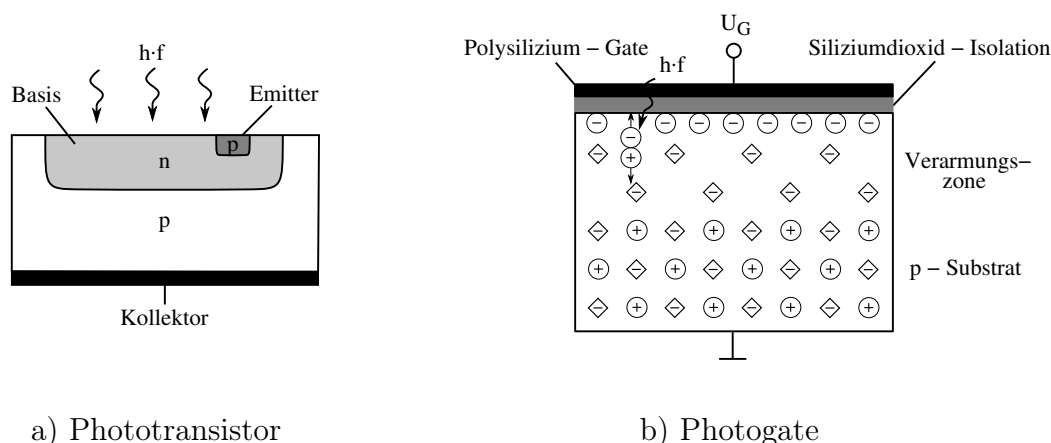 h·f
Basis
Emitter
p
n
p
Kollektor
a) Phototransistor
U_G
Polysilizium – Gate
Siliziumdioxid – Isolation
h·f
Verarmungs–
zone
p – Substrat
b) Photogate